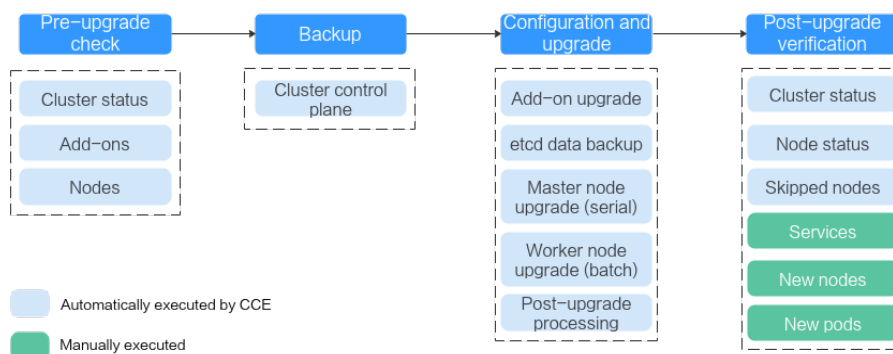 Pre-upgrade
check
Backup
Configuration and
upgrade
Post-upgrade
verification
Cluster status
Add-ons
Nodes
Cluster control
plane
Add-on upgrade
etcd data backup
Master node
upgrade (serial)
Worker node
upgrade (batch)
Post-upgrade
processing
Cluster status
Node status
Skipped nodes
Services
New nodes
New pods
Automatically executed by CCE
Manually executed